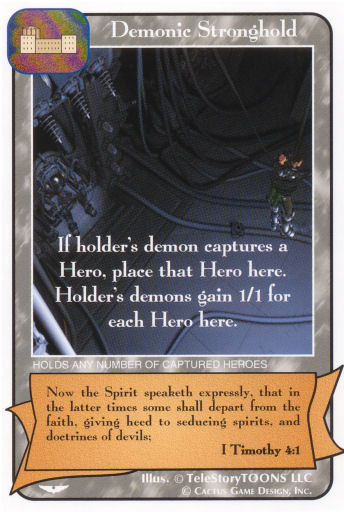 Demonic Stronghold
If holder's demon captures a
Hero, place that Hero here.
Holder's demons gain 1/1 for
each Hero here.
HOLDS ANY NUMBER OF CAPTURED HEROES
Now the Spirit speaketh expressly, that in
the latter times some shall depart from the
faith, giving heed to seducing spirits, and
doctrines of devils;
I Timothy 4:1
Illus. © TeleStoryTOONS LLC
© Cactus Game Design, Inc.